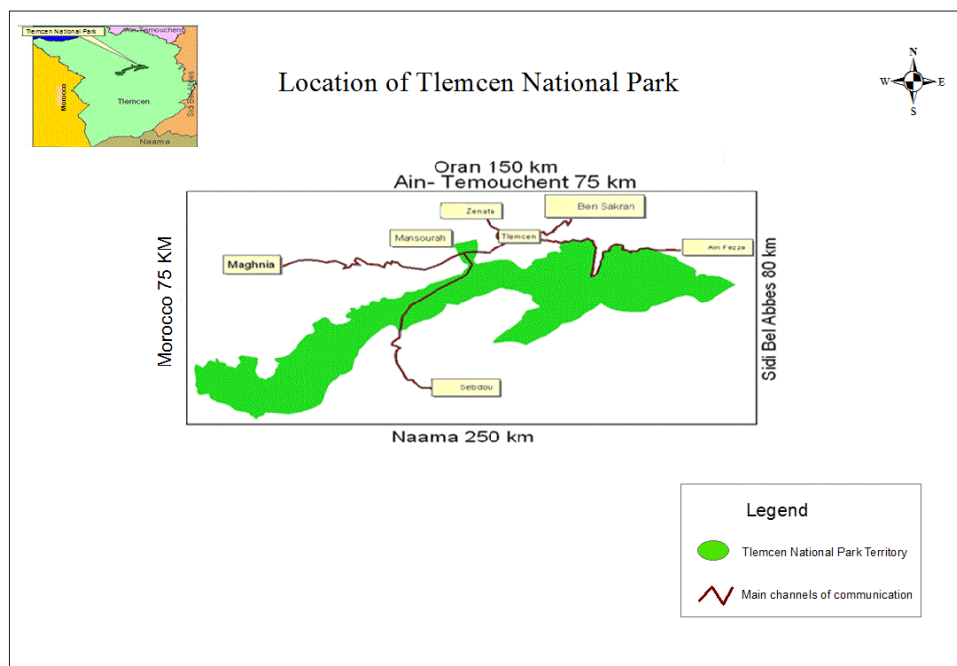 Tlemcen National Park
Ain-Temouchent
Morocco
Tlemcen
Sidi Bel Abbes
Naama
Location of Tlemcen National Park
N
W
E
S
Oran 150 km
Ain- Temouchent 75 km
Zenata
Ben Sakran
Mansourah
Tlemcen
Ain Fezza
Maghnia
Morocco 75 KM
Sidi Bel Abbes 80 km
Sebdou
Naama 250 km
Legend
Tlemcen National Park Territory
Main channels of communication